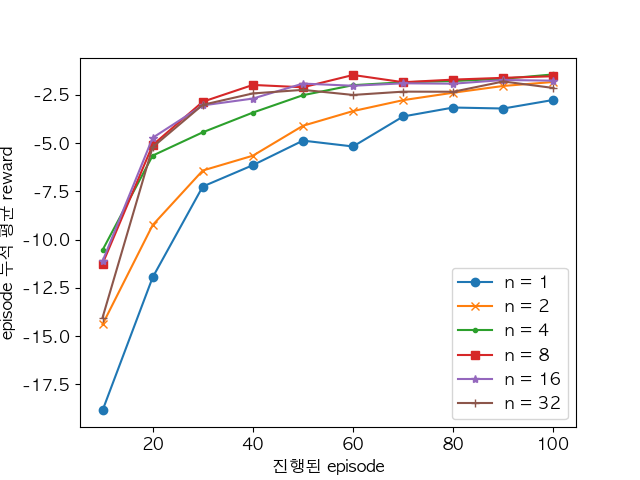 episode 누적 평균 reward
-2.5
-5.0
-7.5
-10.0
-12.5
-15.0
-17.5
n = 1
n = 2
n = 4
n = 8
n = 16
n = 32
20 40 60 80 100
진행된 episode